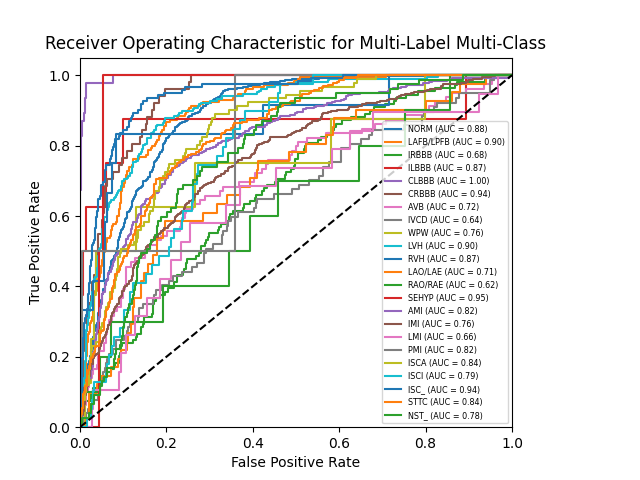 Receiver Operating Characteristic for Multi-Label Multi-Class
True Positive Rate
1.0
0.8
0.6
0.4
0.2
0.0
0.0 0.2 0.4 0.6 0.8 1.0
False Positive Rate
NORM (AUC = 0.88)
LAFB/LPFB (AUC = 0.90)
IRBBB (AUC = 0.68)
ILBBB (AUC = 0.87)
CLBBB (AUC = 1.00)
CRBBB (AUC = 0.94)
AVB (AUC = 0.72)
IVCD (AUC = 0.64)
WPW (AUC = 0.76)
LVH (AUC = 0.90)
RVH (AUC = 0.87)
LAO/LAE (AUC = 0.71)
RAO/RAE (AUC = 0.62)
SEHYP (AUC = 0.95)
AMI (AUC = 0.82)
IMI (AUC = 0.76)
LMI (AUC = 0.66)
PMI (AUC = 0.82)
ISCA (AUC = 0.84)
ISCI (AUC = 0.79)
ISC_ (AUC = 0.94)
STTC (AUC = 0.84)
NST_ (AUC = 0.78)